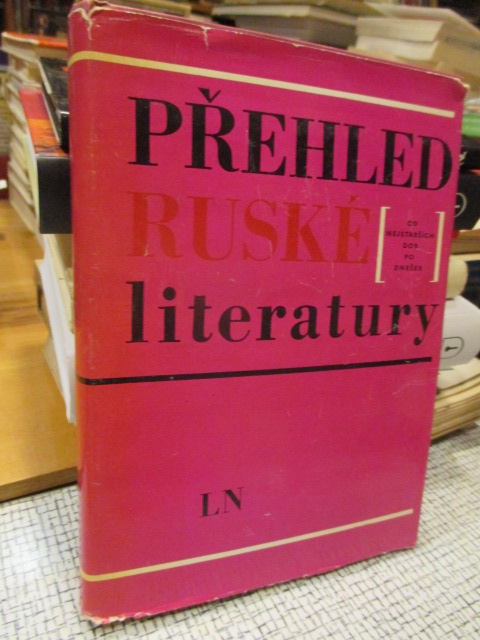 PŘEHLED
RUSKÉ
[OD
NEJSTARŠÍCH
DOB
PO
DNEŠEK]
literatury
LN